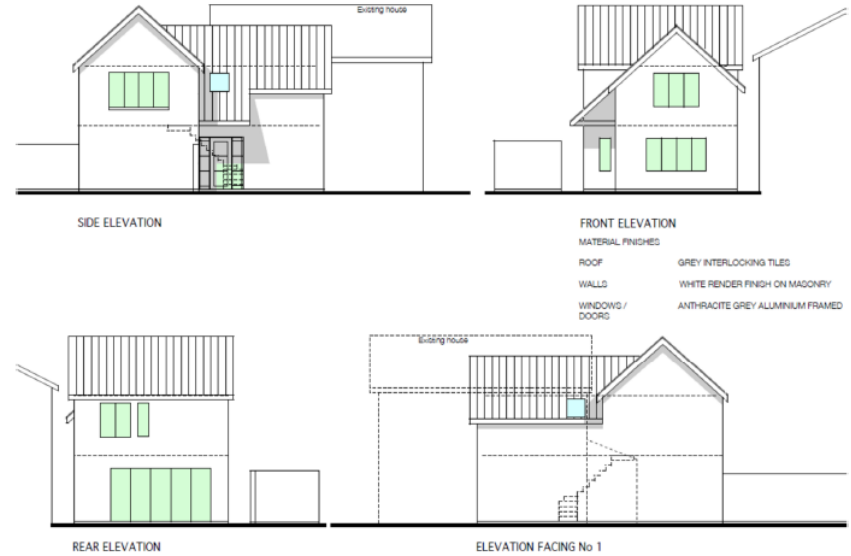 Existing house
SIDE ELEVATION
FRONT ELEVATION
MATERIAL FINISHES
ROOF GREY INTERLOCKING TILES
WALLS WHITE RENDER FINISH ON MASONRY
WINDOWS / ANTHRACITE GREY ALUMINIUM FRAMED
DOORS
Existing house
REAR ELEVATION
ELEVATION FACING No 1